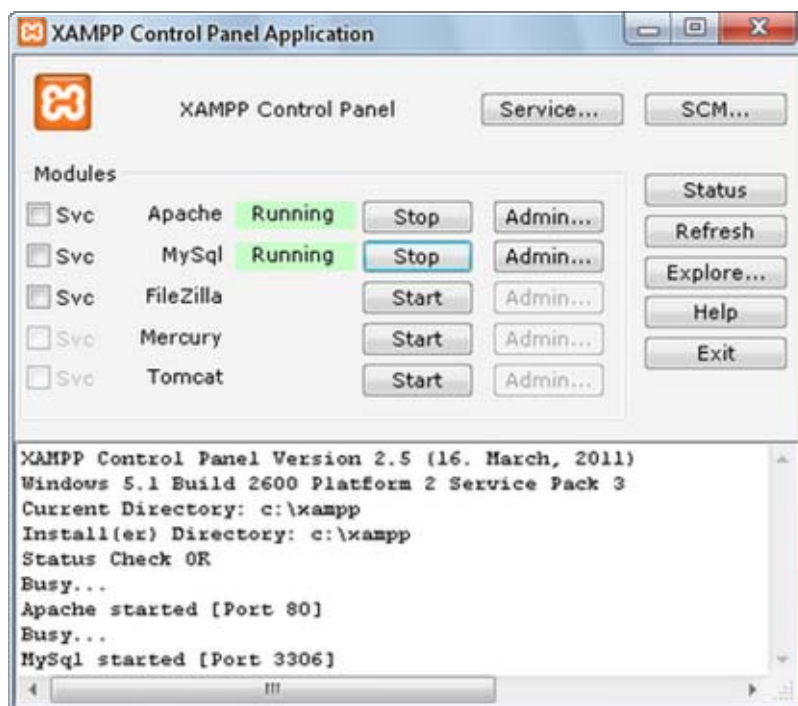 XAMPP Control Panel Application
XAMPP Control Panel Service... SCM...
Modules
Svc Apache Running Stop Admin...
Svc MySql Running Stop Admin...
Svc FileZilla Start Admin...
Svc Mercury Start Admin...
Svc Tomcat Start Admin...
Status
Refresh
Explore...
Help
Exit
XAMPP Control Panel Version 2.5 (16. March, 2011)
Windows 5.1 Build 2600 Platform 2 Service Pack 3
Current Directory: c:\xampp
Install(er) Directory: c:\xampp
Status Check OK
Busy...
Apache started [Port 80]
Busy...
MySql started [Port 3306]